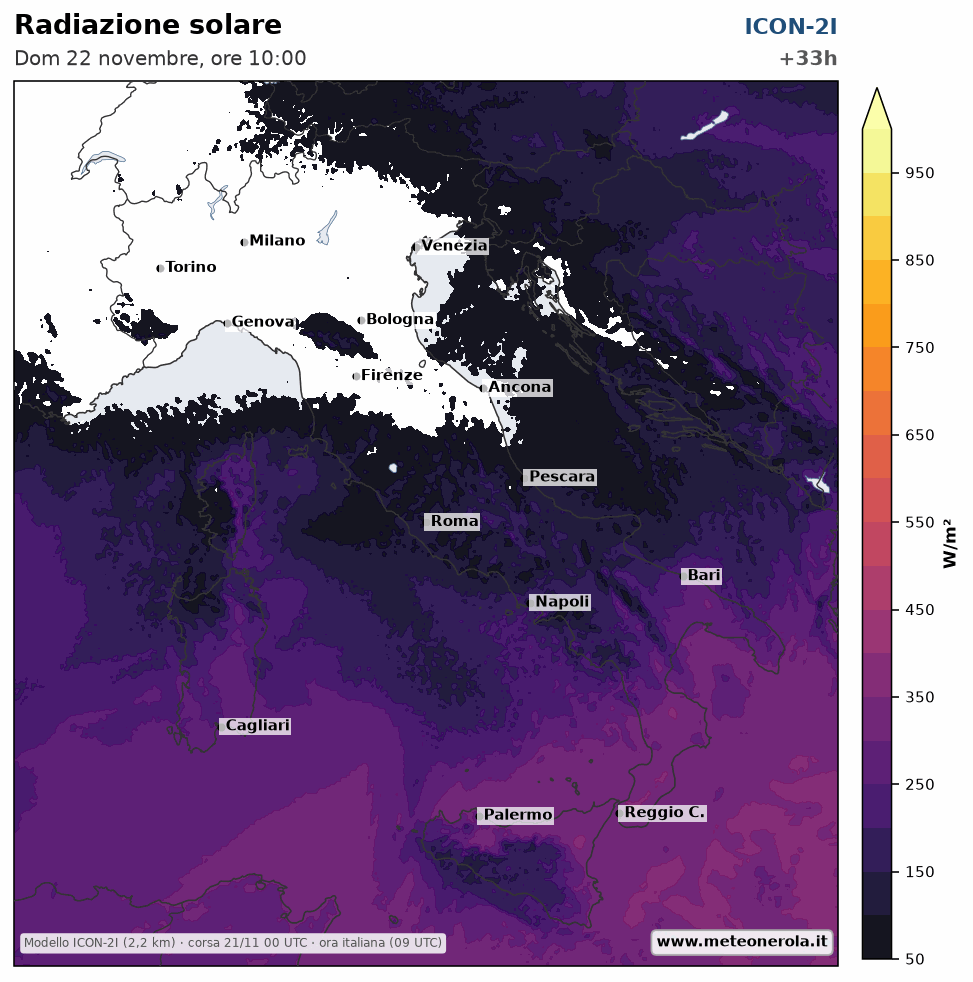 Radiazione solare
ICON-2I
Dom 22 novembre, ore 10:00
+33h
Milano
Venezia
Torino
Genova
Bologna
Firenze
Ancona
Pescara
Roma
Bari
Napoli
Cagliari
Palermo
Reggio C.
950
850
750
650
550
450
350
250
150
50
W/m²
Modello ICON-2I (2,2 km) · corsa 21/11 00 UTC · ora italiana (09 UTC)
www.meteonerola.it